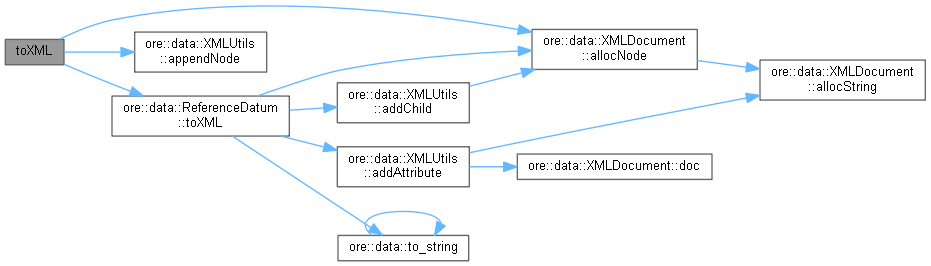 toXML
ore::data::XMLUtils
::appendNode
ore::data::ReferenceDatum
::toXML
ore::data::XMLUtils
::addChild
ore::data::XMLUtils
::addAttribute
ore::data::to_string
ore::data::XMLDocument
::allocNode
ore::data::XMLDocument::doc
ore::data::XMLDocument
::allocString